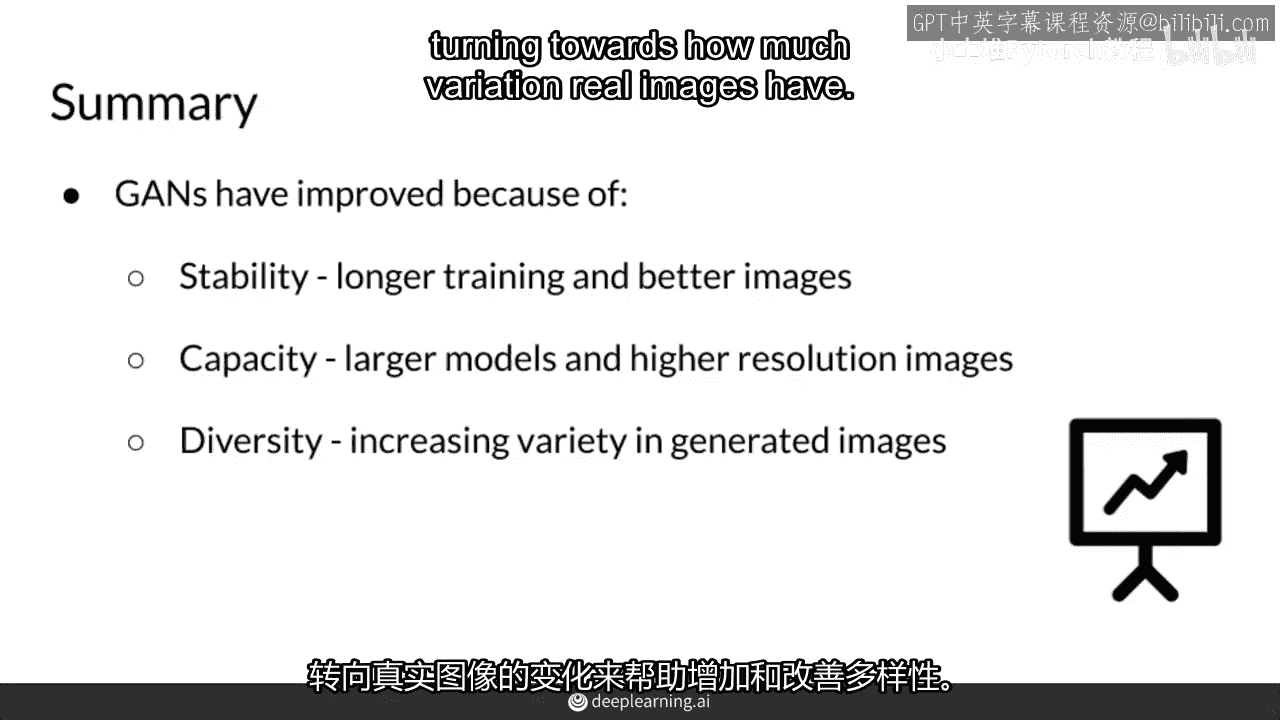 GPT中英字幕课程资源@bilibili.com
turning towards how much
variation real images have.
bilibili
Summary
● GANs have improved because of:
○ Stability - longer training and better images
○ Capacity - larger models and higher resolution images
○ Diversity - increasing variety in generated images
转向真实图像的变化来帮助增加和改善多样性。
deeplearning.ai